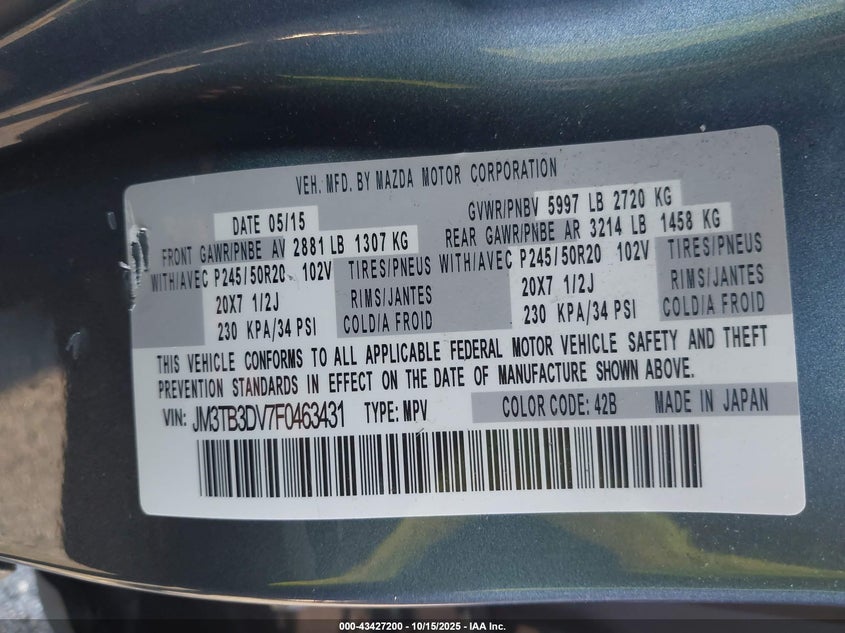 VEH. MFD. BY MAZDA MOTOR CORPORATION
DATE 05/15 GVWR/PNBV 5997 LB 2720 KG
FRONT GAWR/PNBE AV 2881 LB 1307 KG REAR GAWR/PNBE AR 3214 LB 1458 KG
WITH/AVEC P245/50R20 102V TIRES/PNEUS WITH/AVEC P245/50R20 102V TIRES/PNEUS
20X7 1/2J RIMS/JANTES 20X7 1/2J RIMS/JANTES
230 KPA/34 PSI COLD/A FROID 230 KPA/34 PSI COLD/A FROID
THIS VEHICLE CONFORMS TO ALL APPLICABLE FEDERAL MOTOR VEHICLE SAFETY AND THEFT
PREVENTION STANDARDS IN EFFECT ON THE DATE OF MANUFACTURE SHOWN ABOVE.
VIN: JM3TB3DV7F0463431 TYPE: MPV COLOR CODE: 42B MADE IN JAPAN
000-43427200 - 10/15/2025 - IAA Inc.